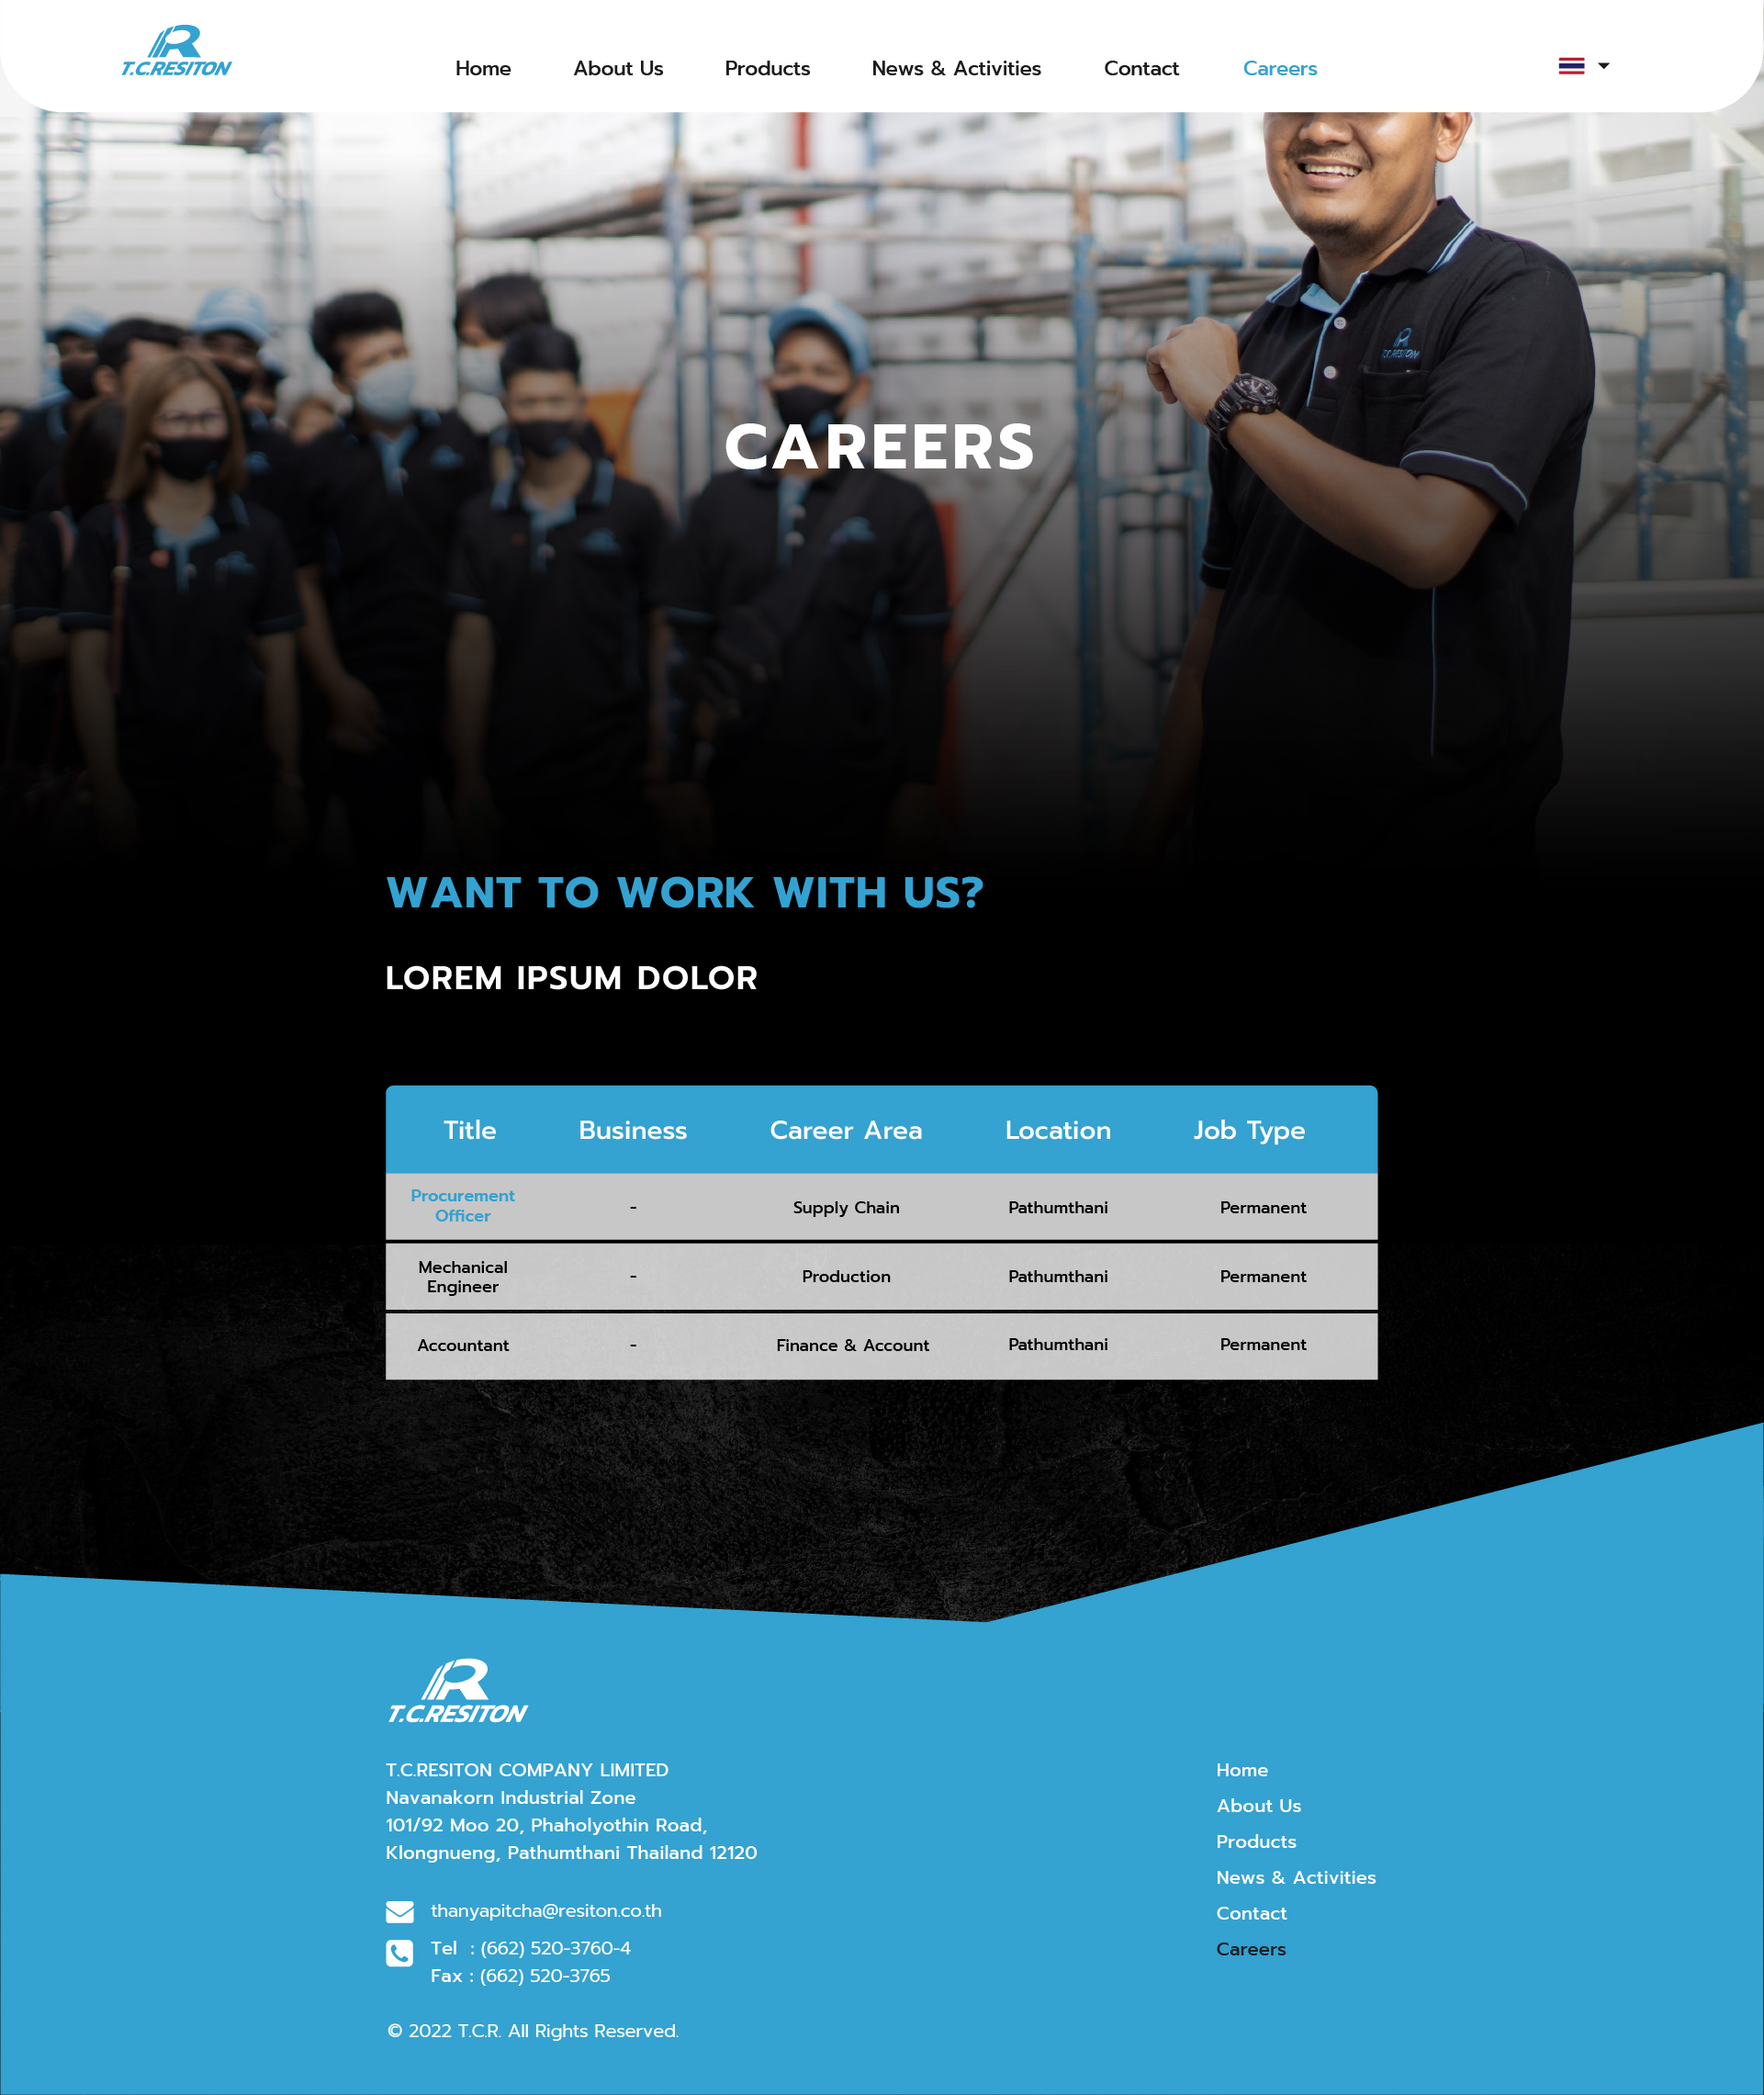 T.C.RESITON
Home About Us Products News & Activities Contact Careers
T.C.RESITON
CAREERS
WANT TO WORK WITH US?
LOREM IPSUM DOLOR
Title Business Career Area Location Job Type
Procurement
Officer - Supply Chain Pathumthani Permanent
Mechanical
Engineer - Production Pathumthani Permanent
Accountant - Finance & Account Pathumthani Permanent
T.C.RESITON
T.C.RESITON COMPANY LIMITED
Navanakorn Industrial Zone
101/92 Moo 20, Phaholyothin Road,
Klongnueng, Pathumthani Thailand 12120
thanyapitcha@resiton.co.th
Tel : (662) 520-3760-4
Fax : (662) 520-3765
© 2022 T.C.R. All Rights Reserved.
Home
About Us
Products
News & Activities
Contact
Careers